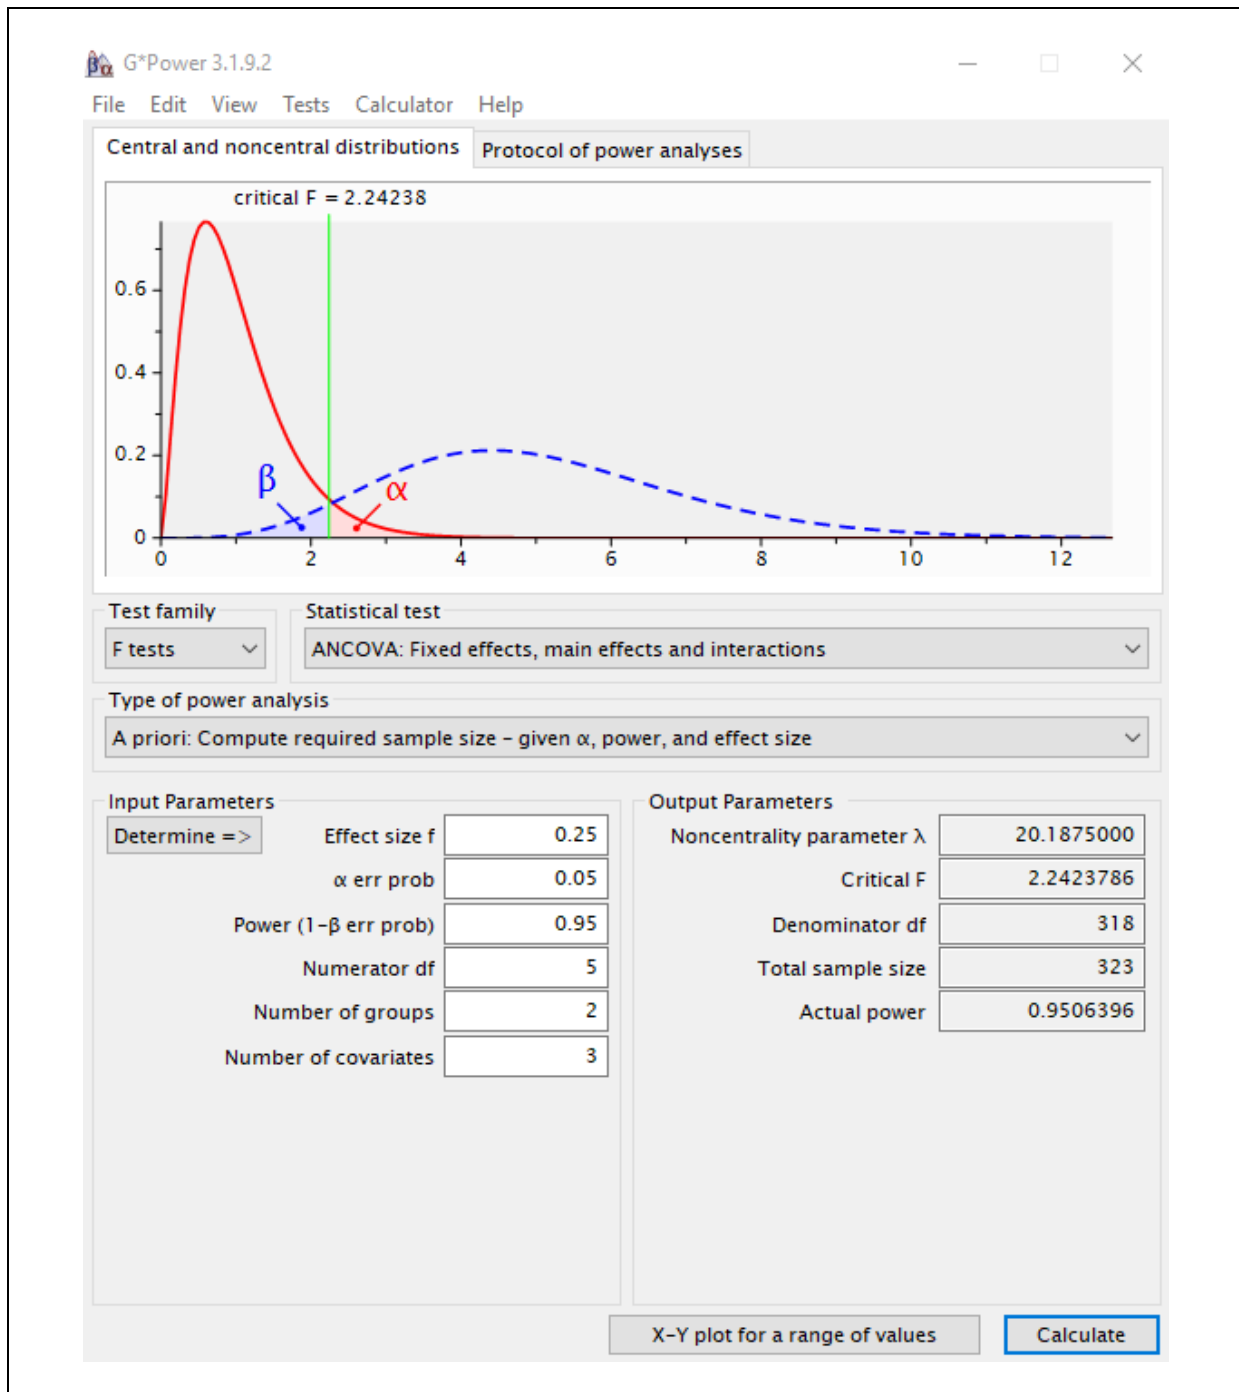 G*Power 3.1.9.2
File Edit View Tests Calculator Help
Central and noncentral distributions Protocol of power analyses
critical F = 2.24238
0.6
0.4
0.2
β α
0
0 2 4 6 8 10 12
Test family Statistical test
F tests ANCOVA: Fixed effects, main effects and interactions
Type of power analysis
A priori: Compute required sample size – given α, power, and effect size
Input Parameters Output Parameters
Determine => Effect size f 0.25 Noncentrality parameter λ 20.1875000
α err prob 0.05 Critical F 2.2423786
Power (1–β err prob) 0.95 Denominator df 318
Numerator df 5 Total sample size 323
Number of groups 2 Actual power 0.9506396
Number of covariates 3
X–Y plot for a range of values Calculate